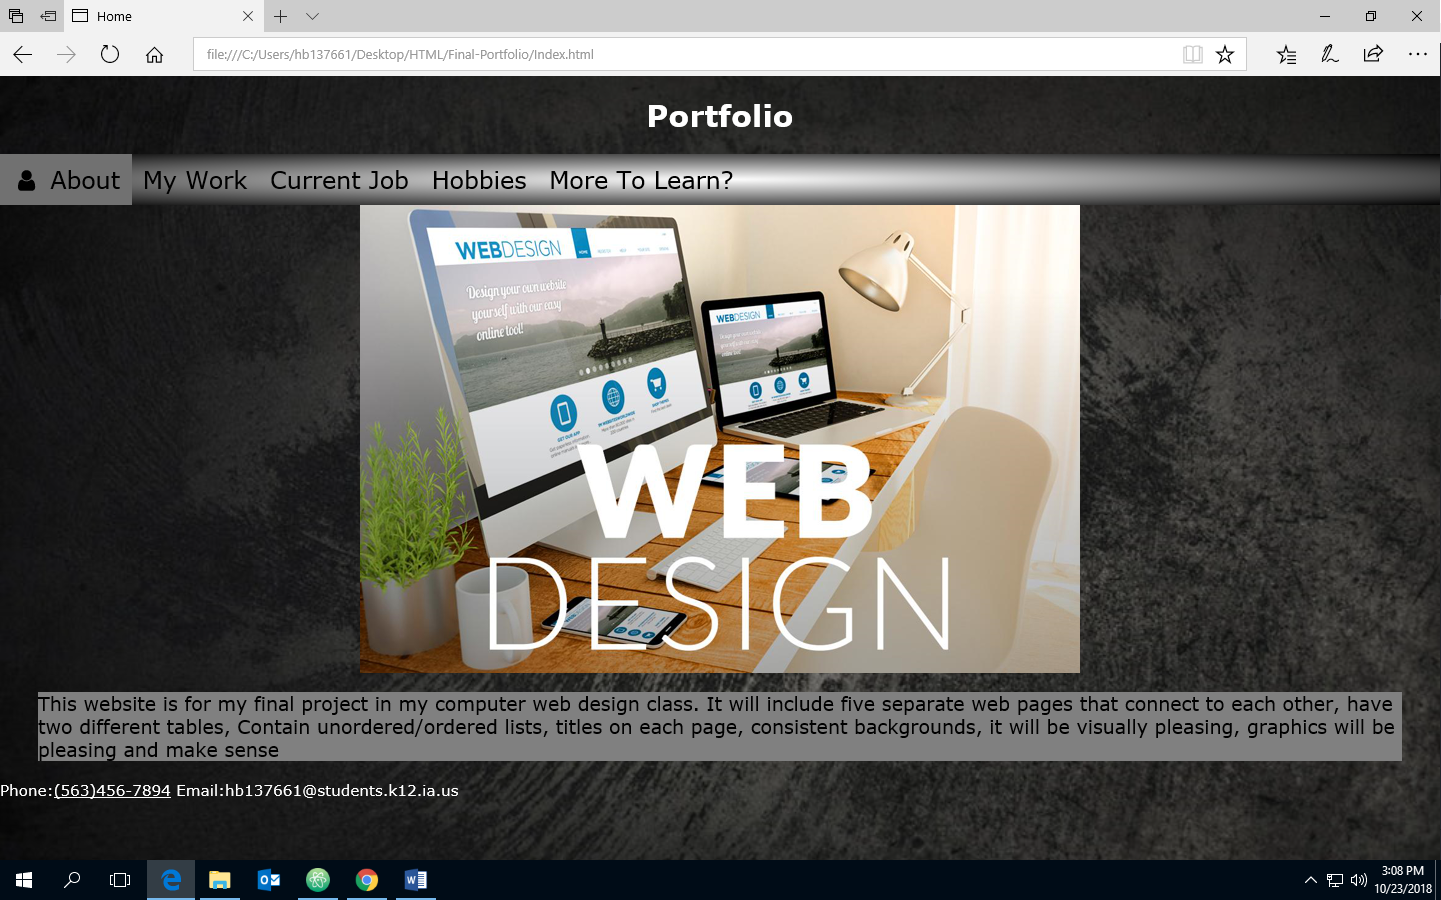 Home
file:///C:/Users/hb137661/Desktop/HTML/Final-Portfolio/Index.html
Portfolio
About My Work Current Job Hobbies More To Learn?
WEBDESIGN
HOME
Design your own website
yourself with our easy
online tool!
GET OUR APP
WEBDESIGN
WEB
DESIGN
This website is for my final project in my computer web design class. It will include five separate web pages that connect to each other, have
two different tables, Contain unordered/ordered lists, titles on each page, consistent backgrounds, it will be visually pleasing, graphics will be
pleasing and make sense
Phone:(563)456-7894 Email:hb137661@students.k12.ia.us
3:08 PM
10/23/2018